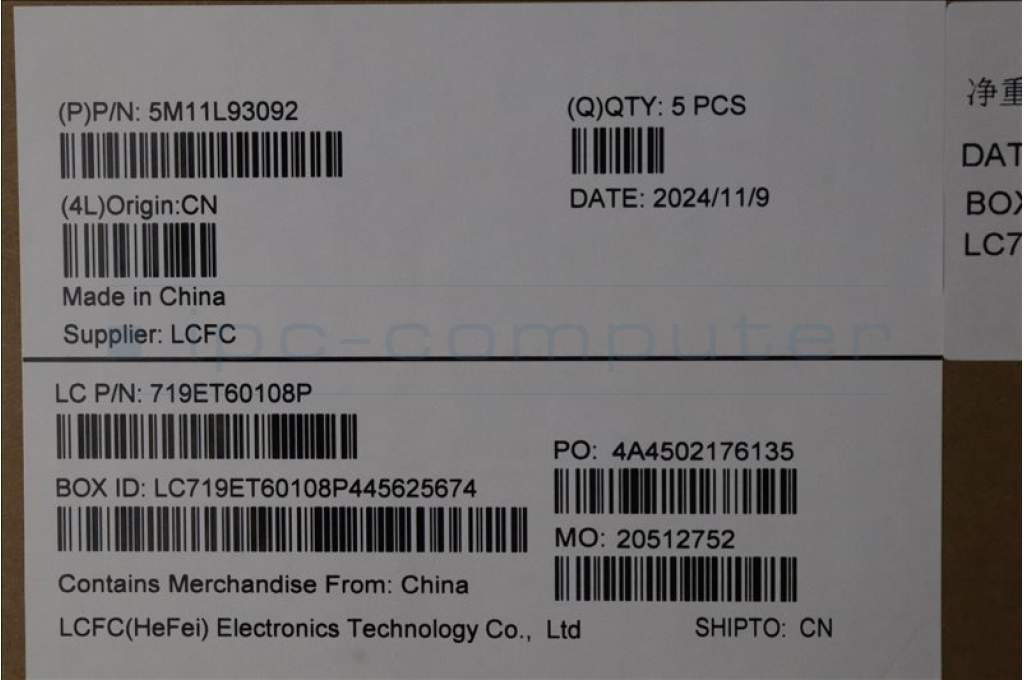 (P)P/N: 5M11L93092
(Q)QTY: 5 PCS
(4L)Origin:CN
DATE: 2024/11/9
Made in China
Supplier: LCFC
ipc-computer
LC P/N: 719ET60108P
PO: 4A4502176135
BOX ID: LC719ET60108P445625674
MO: 20512752
Contains Merchandise From: China
LCFC(HeFei) Electronics Technology Co., Ltd
SHIPTO: CN
净重
DAT
BOX
LC7